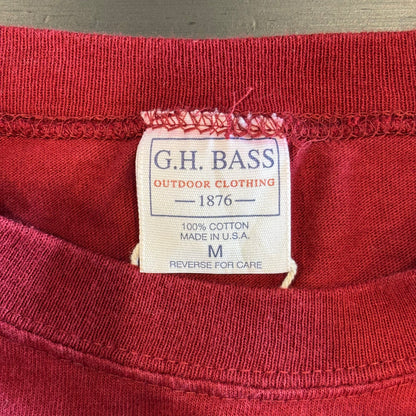 G.H. BASS
OUTDOOR CLOTHING
1876
100% COTTON
MADE IN U.S.A.
M
REVERSE FOR CARE